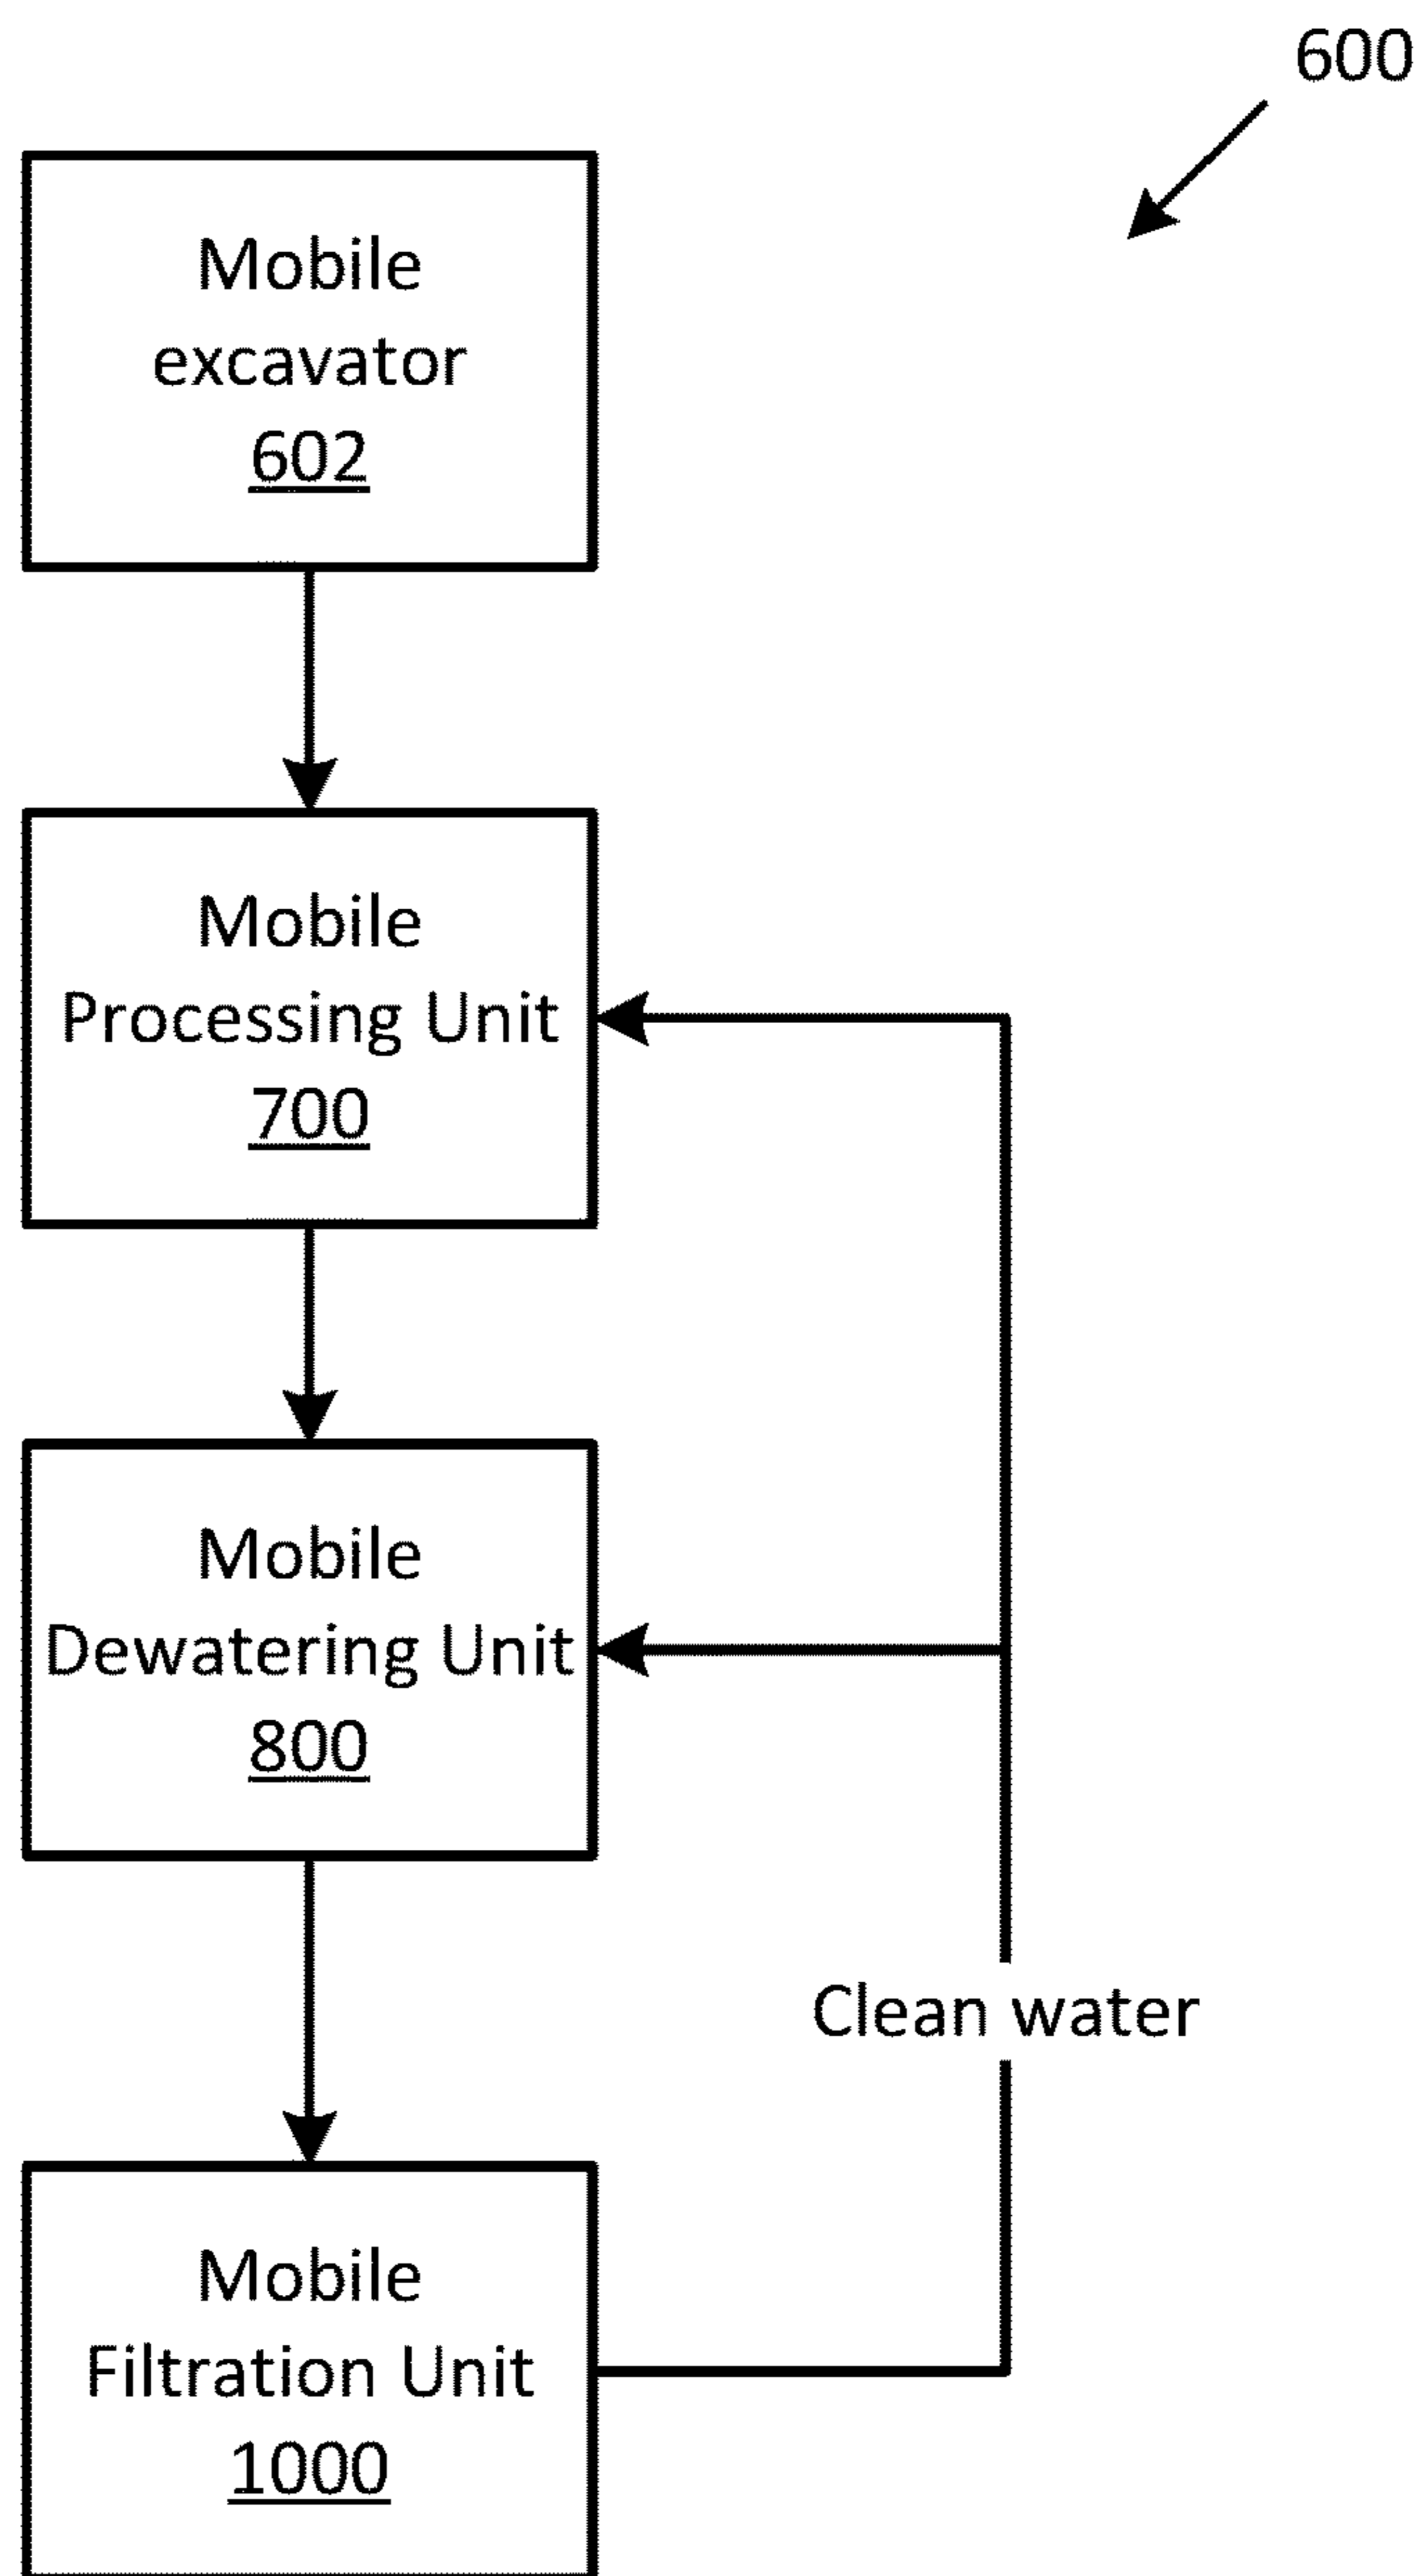 600
Mobile
excavator
602
Mobile
Processing Unit
700
Mobile
Dewatering Unit
800
Clean water
Mobile
Filtration Unit
1000